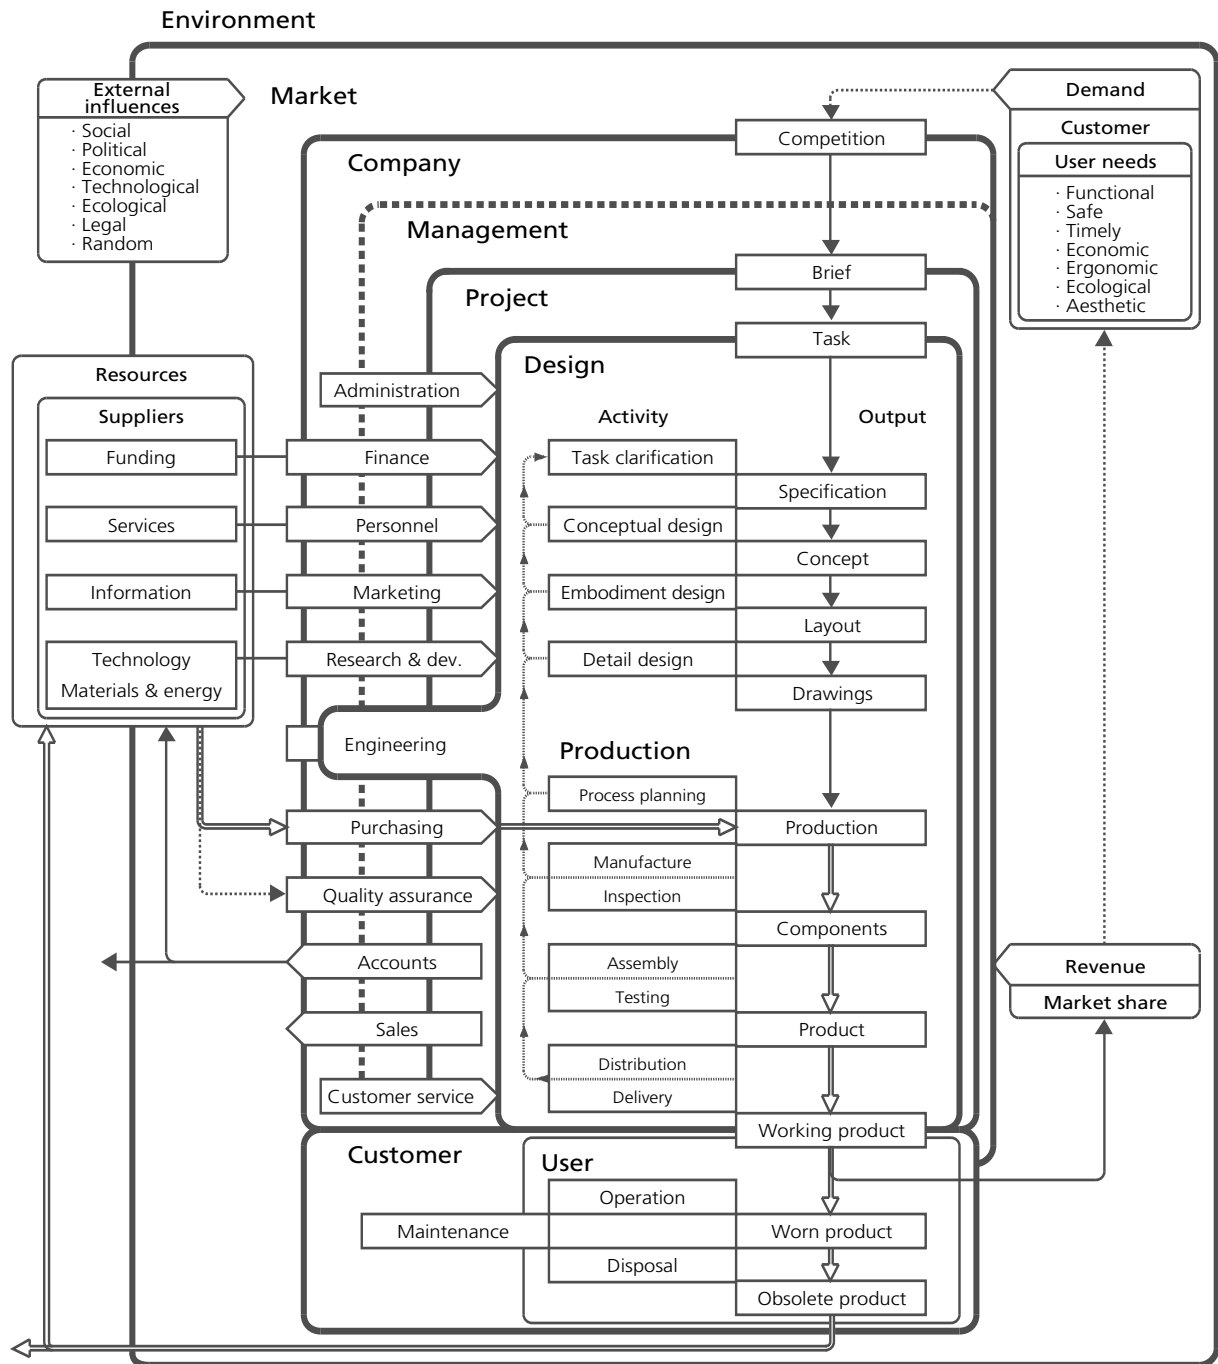 Environment
External
influences
· Social
· Political
· Economic
· Technological
· Ecological
· Legal
· Random
Market
Demand
Customer
User needs
· Functional
· Safe
· Timely
· Economic
· Ergonomic
· Ecological
· Aesthetic
Competition
Company
Management
Brief
Project
Task
Design
Resources
Suppliers
Administration
Activity
Output
Funding
Finance
Task clarification
Specification
Services
Personnel
Conceptual design
Concept
Information
Marketing
Embodiment design
Layout
Technology
Materials & energy
Research & dev.
Detail design
Drawings
Engineering
Production
Process planning
Purchasing
Production
Manufacture
Inspection
Quality assurance
Components
Accounts
Assembly
Testing
Revenue
Market share
Sales
Product
Distribution
Delivery
Customer service
Working product
Customer
User
Operation
Maintenance
Worn product
Disposal
Obsolete product